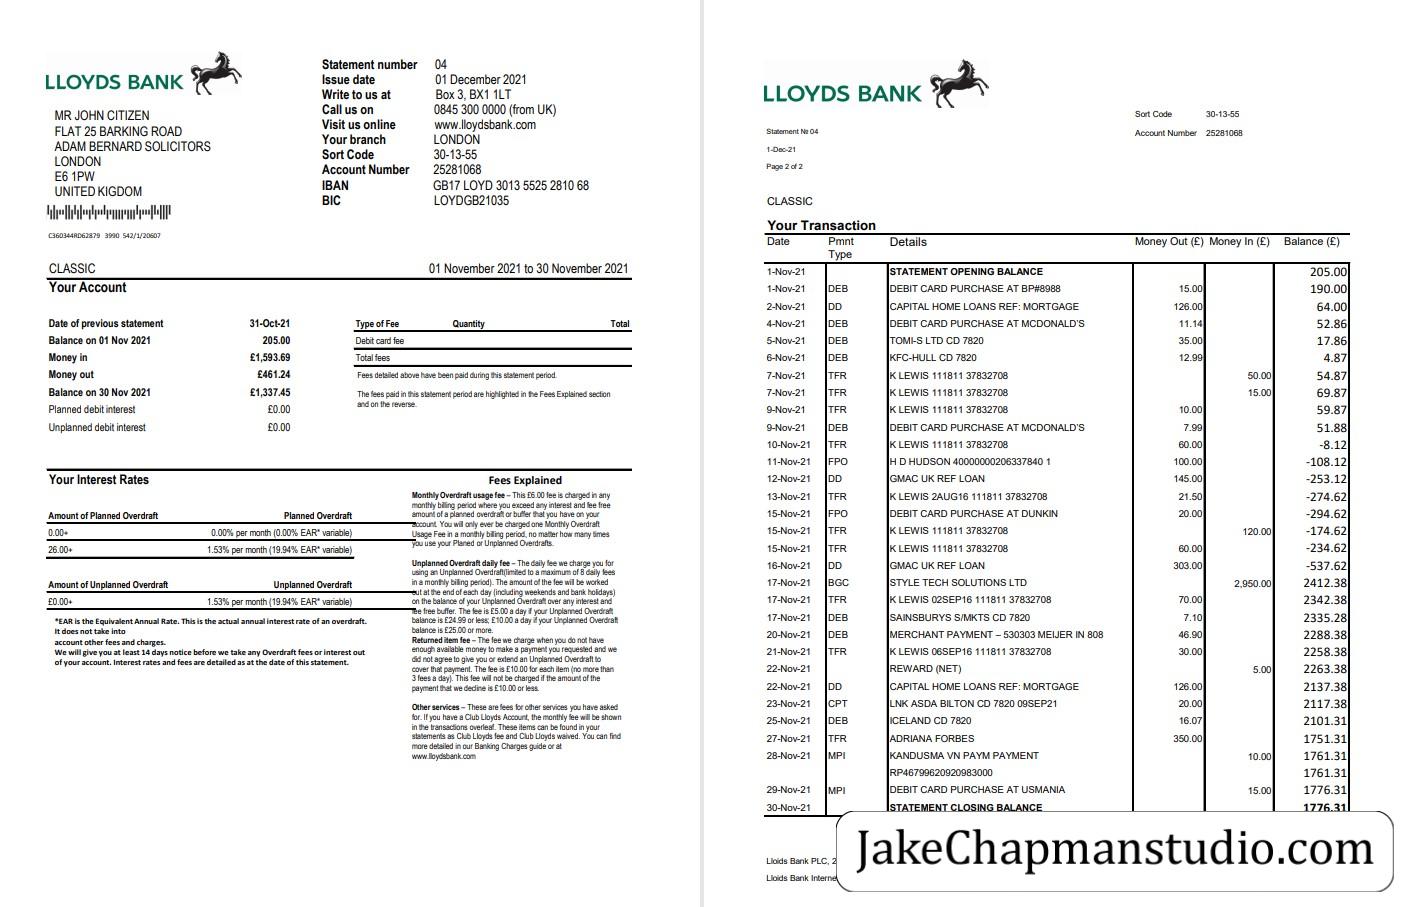 LLOYDS BANK
MR JOHN CITIZEN
FLAT 25 BARKING ROAD
ADAM BERNARD SOLICITORS
LONDON
E6 1PW
UNITED KIGDOM
C360344RD62879 3990 542/1/20607
Statement number 04
Issue date 01 December 2021
Write to us at Box 3, BX1 1LT
Call us on 0845 300 0000 (from UK)
Visit us online www.lloydsbank.com
Your branch LONDON
Sort Code 30-13-55
Account Number 25281068
IBAN GB17 LOYD 3013 5525 2810 68
BIC LOYDGB21035
CLASSIC 01 November 2021 to 30 November 2021
Your Account
Date of previous statement 31-Oct-21
Balance on 01 Nov 2021 205.00
Money in £1,593.69
Money out £461.24
Balance on 30 Nov 2021 £1,337.45
Planned debit interest £0.00
Unplanned debit interest £0.00
Type of Fee Quantity Total
Debit card fee
Total fees
Fees detailed above have been paid during this statement period.
The fees paid in this statement period are highlighted in the Fees Explained section
and on the reverse.
Your Interest Rates
Amount of Planned Overdraft Planned Overdraft
0.00+ 0.00% per month (0.00% EAR* variable)
26.00+ 1.53% per month (19.94% EAR* variable)
Amount of Unplanned Overdraft Unplanned Overdraft
£0.00+ 1.53% per month (19.94% EAR* variable)
*EAR is the Equivalent Annual Rate. This is the actual annual interest rate of an overdraft.
It does not take into
account other fees and charges.
We will give you at least 14 days notice before we take any Overdraft fees or interest out
of your account. Interest rates and fees are detailed as at the date of this statement.
Fees Explained
Monthly Overdraft usage fee – This £6.00 fee is charged in any
monthly billing period where you exceed any interest and fee free
amount of a planned overdraft or buffer that you have on your
account. You will only ever be charged one Monthly Overdraft
Usage Fee in a monthly billing period, no matter how many times
you use your Planed or Unplanned Overdrafts.
Unplanned Overdraft daily fee – The daily fee we charge you for
using an Unplanned Overdraft(limited to a maximum of 8 daily fees
in a monthly billing period). The amount of the fee will be worked
out at the end of each day (including weekends and bank holidays)
on the balance of your Unplanned Overdraft over any interest and
fee free buffer. The fee is £5.00 a day if your Unplanned Overdraft
balance is £24.99 or less; £10.00 a day if your Unplanned Overdraft
balance is £25.00 or more.
Returned item fee – The fee we charge when you do not have
enough available money to make a payment you requested and we
did not agree to give you or extend an Unplanned Overdraft to
cover that payment. The fee is £10.00 for each item (no more than
3 fees a day). This fee will not be charged if the amount of the
payment that we decline is £10.00 or less.
Other services – These are fees for other services you have asked
for. If you have a Club Lloyds Account, the monthly fee will be shown
in the transactions overleaf. These items can be found in your
statements as Club Lloyds fee and Club Lloyds waived. You can find
more detailed in our Banking Charges guide or at
www.lloydsbank.com
LLOYDS BANK
Sort Code 30-13-55
Account Number 25281068
Statement № 04
1-Dec-21
Page 2 of 2
CLASSIC
Your Transaction
Date Pmnt Type Details Money Out (£) Money In (£) Balance (£)
1-Nov-21 STATEMENT OPENING BALANCE 205.00
1-Nov-21 DEB DEBIT CARD PURCHASE AT BP#8988 15.00 190.00
2-Nov-21 DD CAPITAL HOME LOANS REF: MORTGAGE 126.00 64.00
4-Nov-21 DEB DEBIT CARD PURCHASE AT MCDONALD'S 11.14 52.86
5-Nov-21 DEB TOMI-S LTD CD 7820 35.00 17.86
6-Nov-21 DEB KFC-HULL CD 7820 12.99 4.87
7-Nov-21 TFR K LEWIS 111811 37832708 50.00 54.87
7-Nov-21 TFR K LEWIS 111811 37832708 15.00 69.87
9-Nov-21 TFR K LEWIS 111811 37832708 10.00 59.87
9-Nov-21 DEB DEBIT CARD PURCHASE AT MCDONALD'S 7.99 51.88
10-Nov-21 TFR K LEWIS 111811 37832708 60.00 -8.12
11-Nov-21 FPO H D HUDSON 40000000206337840 1 100.00 -108.12
12-Nov-21 DD GMAC UK REF LOAN 145.00 -253.12
13-Nov-21 TFR K LEWIS 2AUG16 111811 37832708 21.50 -274.62
15-Nov-21 FPO DEBIT CARD PURCHASE AT DUNKIN 20.00 -294.62
15-Nov-21 TFR K LEWIS 111811 37832708 120.00 -174.62
15-Nov-21 TFR K LEWIS 111811 37832708 60.00 -234.62
16-Nov-21 DD GMAC UK REF LOAN 303.00 -537.62
17-Nov-21 BGC STYLE TECH SOLUTIONS LTD 2,950.00 2412.38
17-Nov-21 TFR K LEWIS 02SEP16 111811 37832708 70.00 2342.38
17-Nov-21 DEB SAINSBURYS S/MKTS CD 7820 7.10 2335.28
20-Nov-21 DEB MERCHANT PAYMENT – 530303 MEIJER IN 808 46.90 2288.38
21-Nov-21 TFR K LEWIS 06SEP16 111811 37832708 30.00 2258.38
22-Nov-21 REWARD (NET) 5.00 2263.38
22-Nov-21 DD CAPITAL HOME LOANS REF: MORTGAGE 126.00 2137.38
23-Nov-21 CPT LNK ASDA BILTON CD 7820 09SEP21 20.00 2117.38
25-Nov-21 DEB ICELAND CD 7820 16.07 2101.31
27-Nov-21 TFR ADRIANA FORBES 350.00 1751.31
28-Nov-21 MPI KANDUSMA VN PAYM PAYMENT 10.00 1761.31
RP46799620920983000 1761.31
29-Nov-21 MPI DEBIT CARD PURCHASE AT USMANIA 15.00 1776.31
30-Nov-21 STATEMENT CLOSING BALANCE 1776.31
Lloids Bank PLC, 2
Lloids Bank Interne
JakeChapmanstudio.com